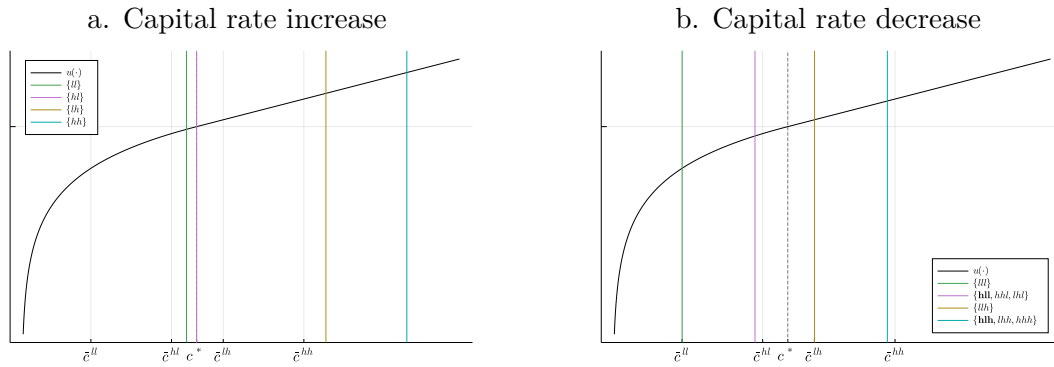 a. Capital rate increase
u(·)
{ll}
{hl}
{lh}
{hh}
c̄^{ll} c̄^{hl} c^* c̄^{lh} c̄^{hh}
b. Capital rate decrease
u(·)
{lll}
{hll, hhl, lhl}
{llh}
{hlh, lhh, hhh}
c̄^{ll} c̄^{hl} c^* c̄^{lh} c̄^{hh}